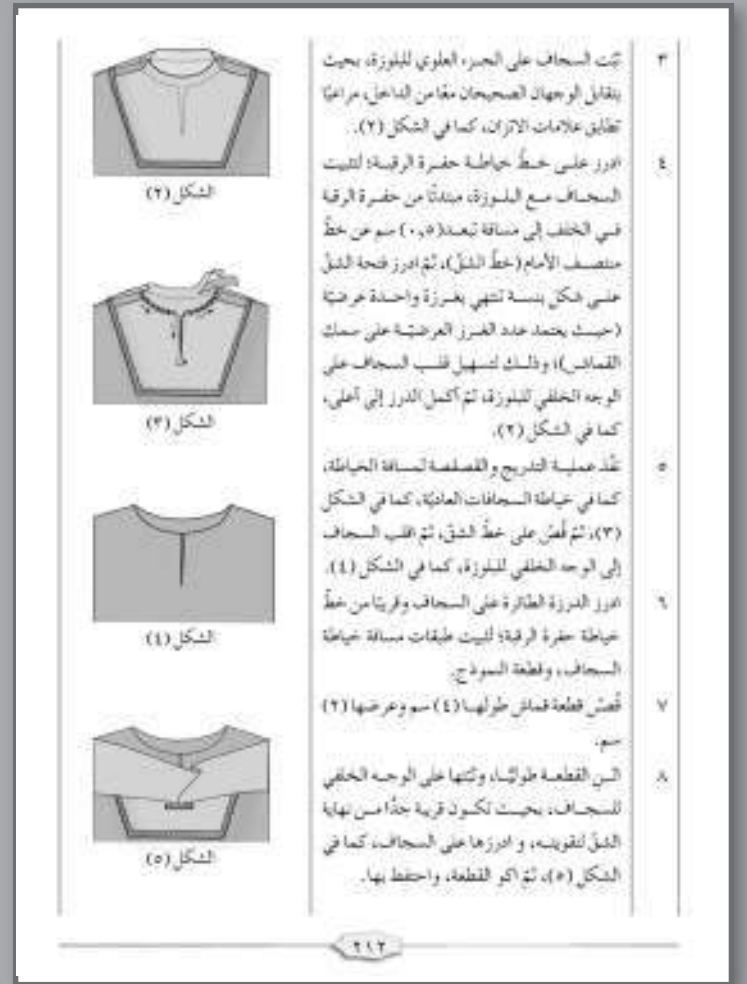 ٣ ثبّت السجاف على الجزء العلوي للبلوزة، بحيث
يتقابل الوجهان الصحيحان معًا من الداخل، مراعيًا
تطابق علامات الاتزان، كما في الشكل (٢).
الشكل (٢)
٤ ادرز على خطّ خياطة حفرة الرقبة؛ لتثبيت
السجاف مع البلوزة، مبتدئًا من حفرة الرقبة
في الخلف إلى مسافة تبعد (٠,٥) سم عن خطّ
منتصف الأمام (خطّ الشقّ)، ثمّ ادرز فتحة الشقّ
على شكل بنسة تنتهي بغرزة واحدة عرضيّة
(حيث يعتمد عدد الغرز العرضيّة على سمك
القماش)؛ وذلك لتسهيل قلب السجاف على
الوجه الخلفي للبلوزة، ثمّ أكمل الدرز إلى أعلى،
كما في الشكل (٢).
الشكل (٣)
٥ نفّذ عملية التدريج والقصقصة لمسافة الخياطة،
كما في خياطة السجافات العاديّة، كما في الشكل
(٣)، ثمّ قُصّ على خطّ الشقّ، ثمّ اقلب السجاف
إلى الوجه الخلفي للبلوزة، كما في الشكل (٤).
الشكل (٤)
٦ ادرز الدرزة الطائرة على السجاف وقريبًا من خطّ
خياطة حفرة الرقبة؛ لتثبيت طبقات مسافة خياطة
السجاف، وقطعة النموذج.
٧ قُصّ قطعة قماش طولها (٤) سم وعرضها (٢)
سم.
٨ اثن القطعة طوليًّا، وثبّتها على الوجه الخلفي
للسجاف، بحيث تكون قريبة جدًّا من نهاية
الشقّ لتقويته، و ادرزها على السجاف، كما في
الشكل (٥)، ثمّ اكو القطعة، واحتفظ بها.
الشكل (٥)
٢١٢